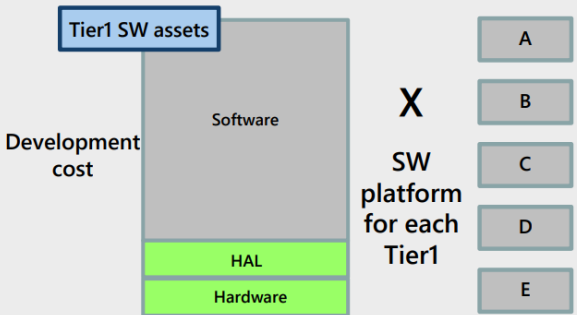 Tier1 SW assets
Software
Development
cost
HAL
Hardware
X
SW
platform
for each
Tier1
A
B
C
D
E